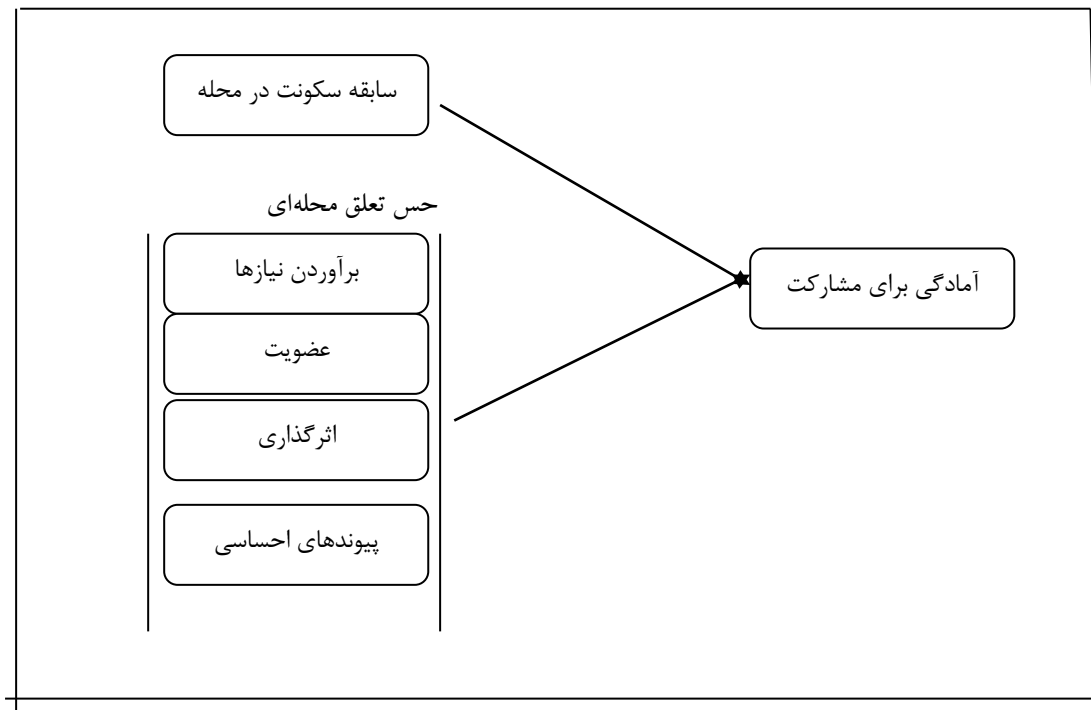 سابقه سکونت در محله
حس تعلق محله‌ای
برآوردن نیازها
عضویت
اثرگذاری
پیوندهای احساسی
آمادگی برای مشارکت